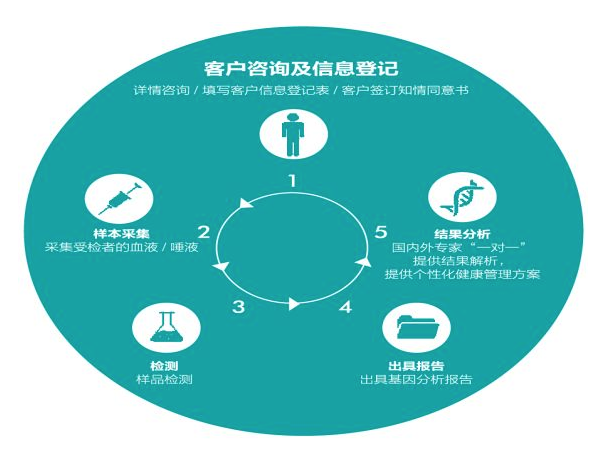 客户咨询及信息登记
详情咨询 / 填写客户信息登记表 / 客户签订知情同意书
1
2
样本采集
采集受检者的血液 / 唾液
3
检测
样品检测
4
出具报告
出具基因分析报告
5
结果分析
国内外专家“一对一”
提供结果解析，
提供个性化健康管理方案